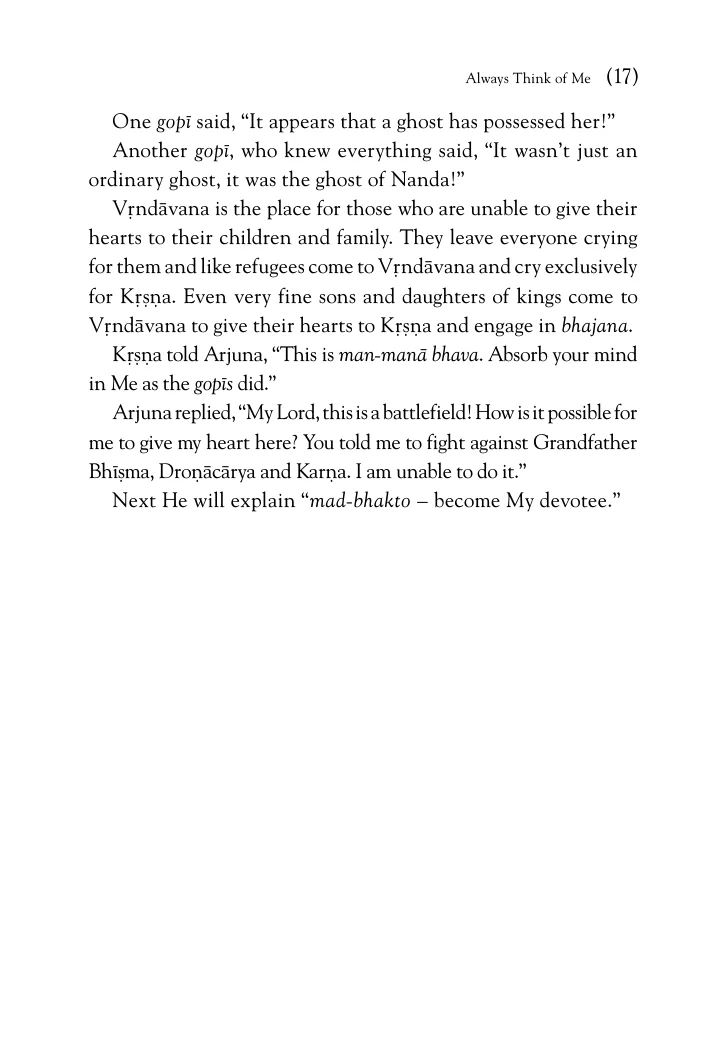 Always Think of Me (17)
One gopī said, “It appears that a ghost has possessed her!”
Another gopī, who knew everything said, “It wasn’t just an
ordinary ghost, it was the ghost of Nanda!”
Vṛndāvana is the place for those who are unable to give their
hearts to their children and family. They leave everyone crying
for them and like refugees come to Vṛndāvana and cry exclusively
for Kṛṣṇa. Even very fine sons and daughters of kings come to
Vṛndāvana to give their hearts to Kṛṣṇa and engage in bhajana.
Kṛṣṇa told Arjuna, “This is man-manā bhava. Absorb your mind
in Me as the gopīs did.”
Arjuna replied, “My Lord, this is a battlefield! How is it possible for
me to give my heart here? You told me to fight against Grandfather
Bhīṣma, Droṇācārya and Karṇa. I am unable to do it.”
Next He will explain “mad-bhakto – become My devotee.”